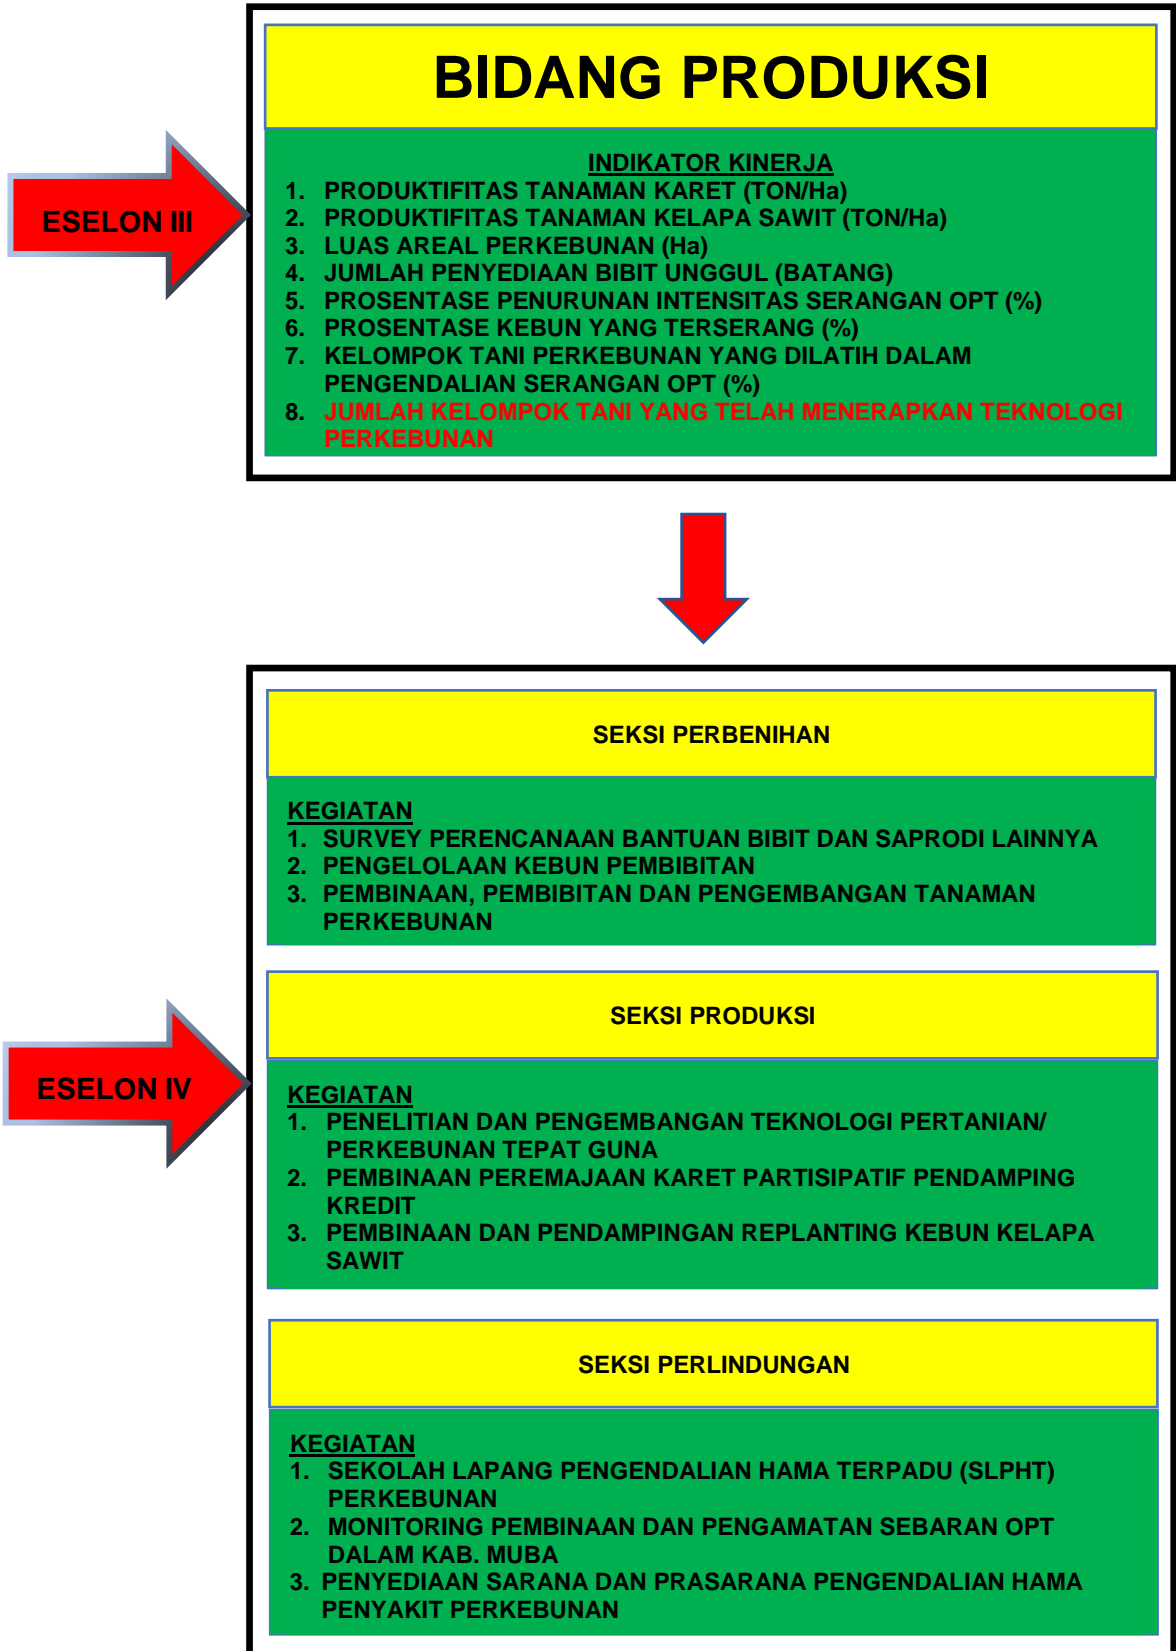 BIDANG PRODUKSI
ESELON III
INDIKATOR KINERJA
1. PRODUKTIFITAS TANAMAN KARET (TON/Ha)
2. PRODUKTIFITAS TANAMAN KELAPA SAWIT (TON/Ha)
3. LUAS AREAL PERKEBUNAN (Ha)
4. JUMLAH PENYEDIAAN BIBIT UNGGUL (BATANG)
5. PROSENTASE PENURUNAN INTENSITAS SERANGAN OPT (%)
6. PROSENTASE KEBUN YANG TERSERANG (%)
7. KELOMPOK TANI PERKEBUNAN YANG DILATIH DALAM
PENGENDALIAN SERANGAN OPT (%)
8. JUMLAH KELOMPOK TANI YANG TELAH MENERAPKAN TEKNOLOGI
PERKEBUNAN
SEKSI PERBENIHAN
KEGIATAN
1. SURVEY PERENCANAAN BANTUAN BIBIT DAN SAPRODI LAINNYA
2. PENGELOLAAN KEBUN PEMBIBITAN
3. PEMBINAAN, PEMBIBITAN DAN PENGEMBANGAN TANAMAN
PERKEBUNAN
SEKSI PRODUKSI
ESELON IV
KEGIATAN
1. PENELITIAN DAN PENGEMBANGAN TEKNOLOGI PERTANIAN/
PERKEBUNAN TEPAT GUNA
2. PEMBINAAN PEREMAJAAN KARET PARTISIPATIF PENDAMPING
KREDIT
3. PEMBINAAN DAN PENDAMPINGAN REPLANTING KEBUN KELAPA
SAWIT
SEKSI PERLINDUNGAN
KEGIATAN
1. SEKOLAH LAPANG PENGENDALIAN HAMA TERPADU (SLPHT)
PERKEBUNAN
2. MONITORING PEMBINAAN DAN PENGAMATAN SEBARAN OPT
DALAM KAB. MUBA
3. PENYEDIAAN SARANA DAN PRASARANA PENGENDALIAN HAMA
PENYAKIT PERKEBUNAN